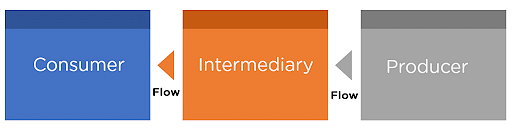 Consumer
Flow
Intermediary
Flow
Producer